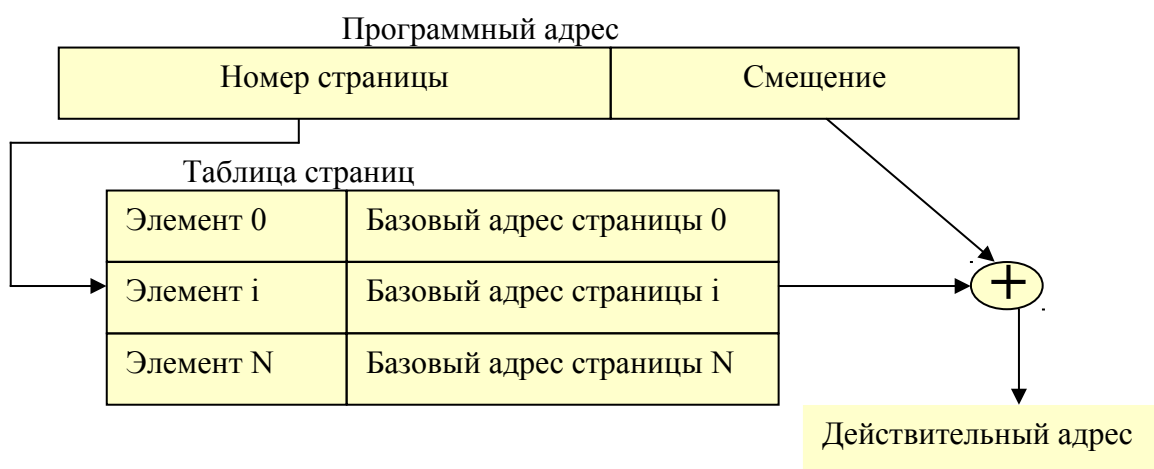 Программный адрес
Номер страницы Смещение
Таблица страниц
Элемент 0 Базовый адрес страницы 0
Элемент i Базовый адрес страницы i
+
Элемент N Базовый адрес страницы N
Действительный адрес